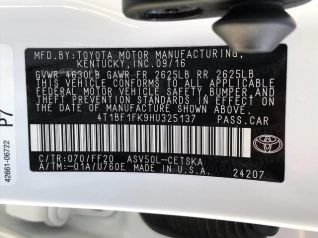 MFD. BY: TOYOTA MOTOR MANUFACTURING,
KENTUCKY, INC. 09/16
GVWR 4630LB GAWR FR 2625LB RR 2625LB
THIS VEHICLE CONFORMS TO ALL APPLICABLE
FEDERAL MOTOR VEHICLE SAFETY, BUMPER, AND
THEFT PREVENTION STANDARDS IN EFFECT ON
THE DATE OF MANUFACTURE SHOWN ABOVE.
4T1BF1FK9HU325137 PASS.CAR
C/TR: 070/FF20 ASV50L-CETSKA
A/TM: -01A/U760E MADE IN U.S.A.
24207
TOYOTA
P7
42661-06722